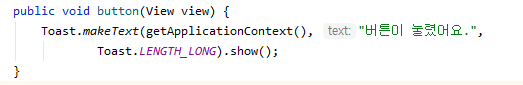 public void button(View view) {
Toast.makeText(getApplicationContext(), text: "버튼이 눌렸어요.",
Toast.LENGTH_LONG).show();
}